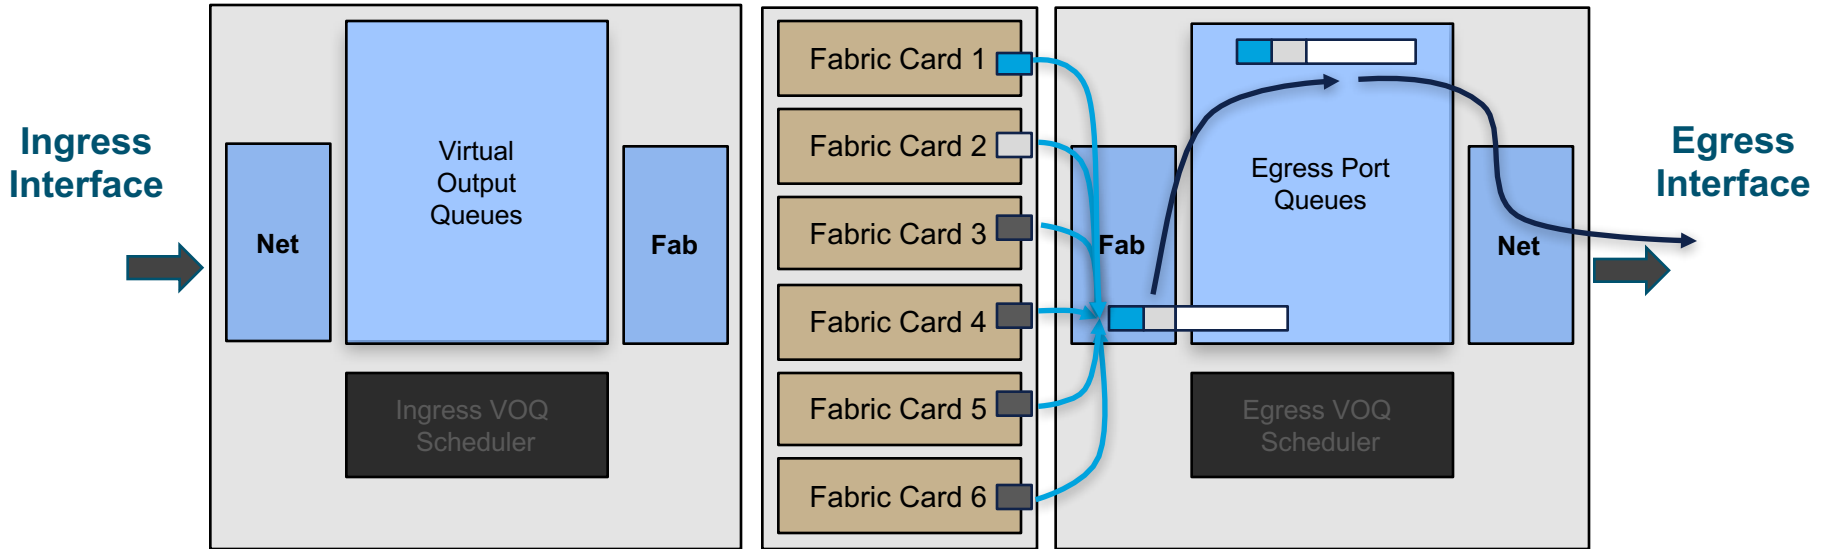 Ingress
Interface
Net
Virtual
Output
Queues
Fab
Ingress VOQ
Scheduler
Fabric Card 1
Fabric Card 2
Fabric Card 3
Fabric Card 4
Fabric Card 5
Fabric Card 6
Fab
Egress Port
Queues
Net
Egress VOQ
Scheduler
Egress
Interface